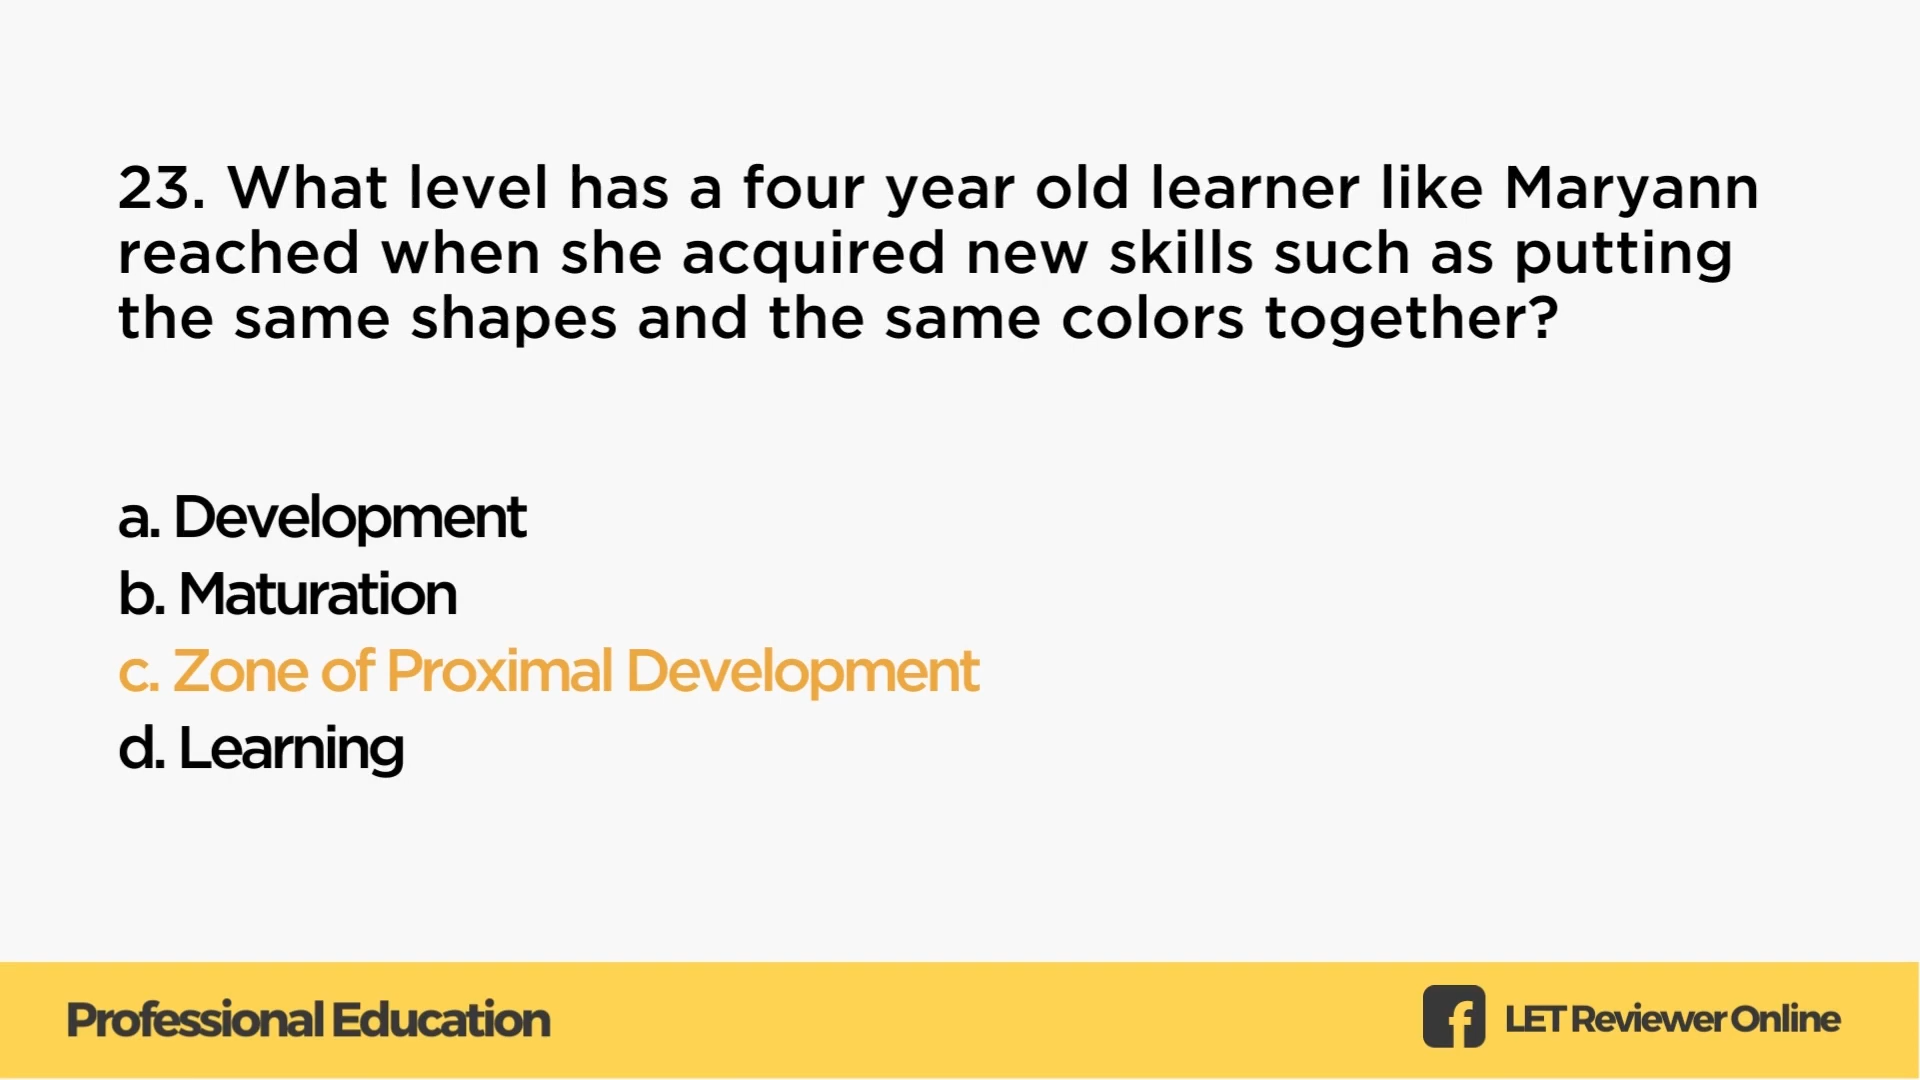 23. What level has a four year old learner like Maryann
reached when she acquired new skills such as putting
the same shapes and the same colors together?
a. Development
b. Maturation
c. Zone of Proximal Development
d. Learning
Professional Education
LET Reviewer Online